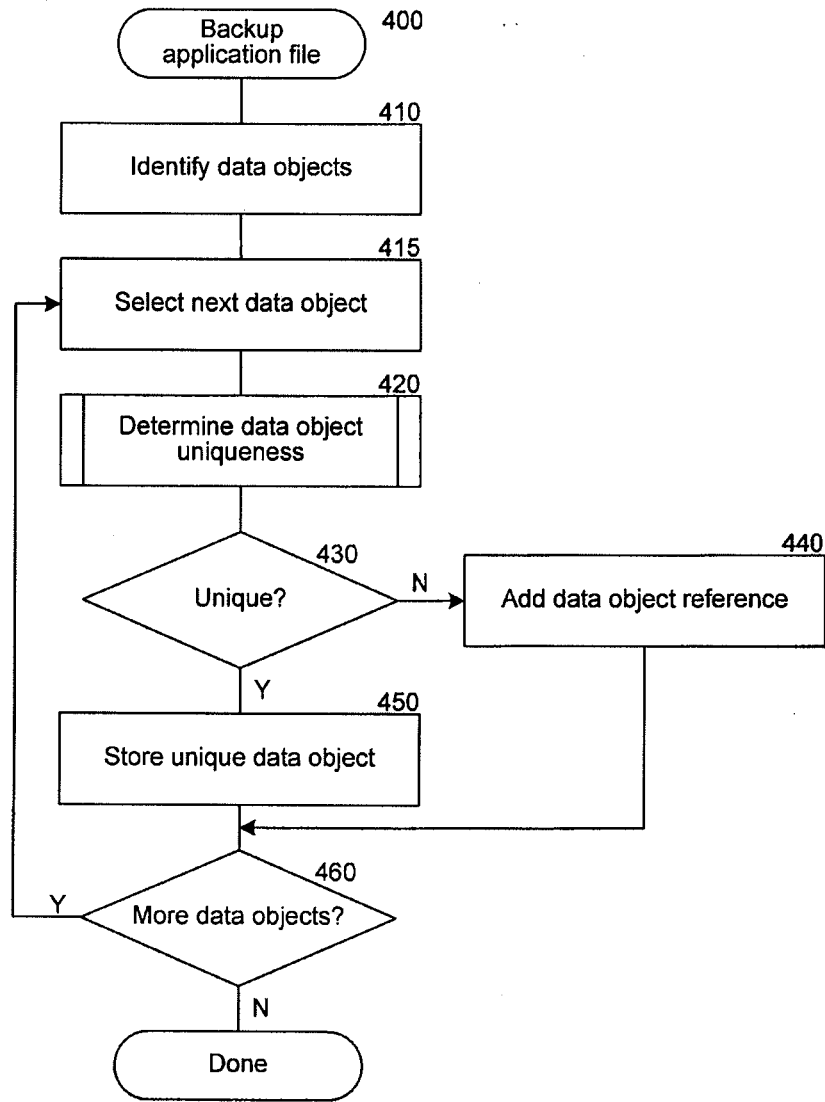 Backup
application file
400
410
Identify data objects
415
Select next data object
420
Determine data object
uniqueness
430
Unique?
N
440
Add data object reference
Y
450
Store unique data object
460
More data objects?
Y
N
Done